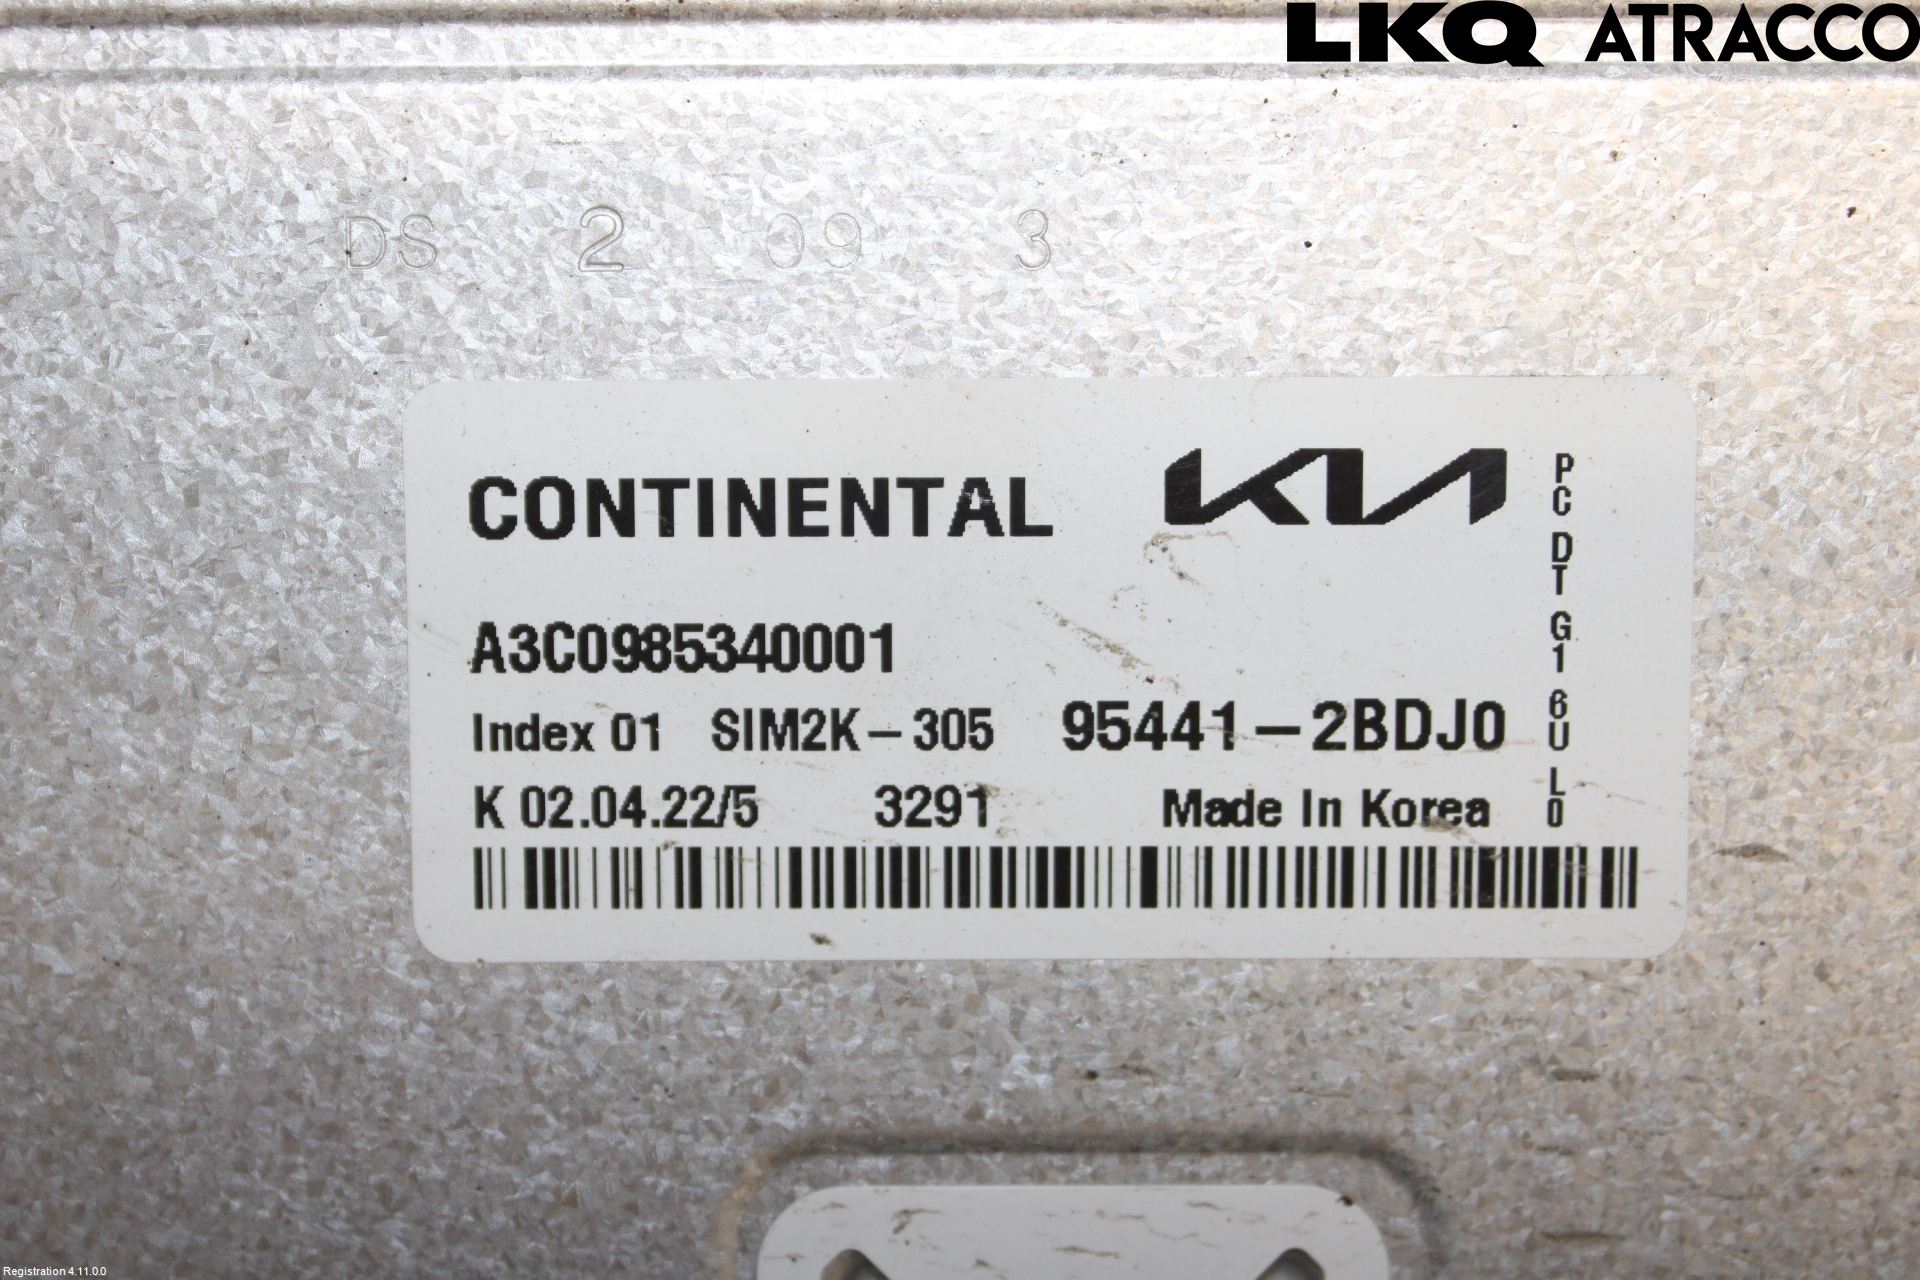 LKQ ATRACCO
DS 2 09 3
CONTINENTAL KIA
PC DT G1 6U L0
A3C0985340001
Index 01 SIM2K-305 95441-2BDJ0
K 02.04.22/5 3291 Made In Korea
Registration 4.11.0.0